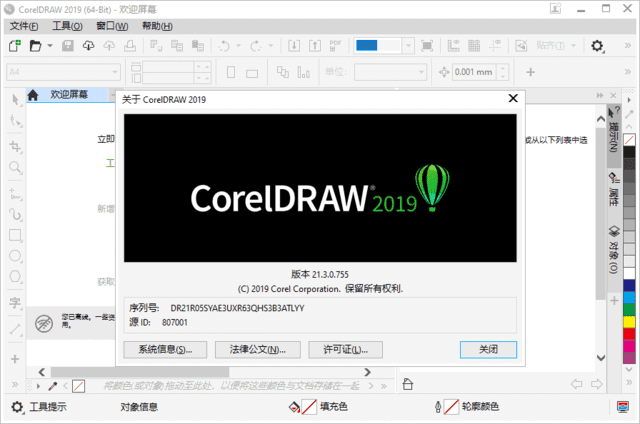 CorelDRAW 2019 (64-Bit) - 欢迎屏幕
文件(F) 工具(O) 窗口(W) 帮助(H)
PDF 贴齐(T)
A4 单位: 0.001 mm
欢迎屏幕
立即
工
新增
获取
您已离线。一些资
用。
或从以下列表中选
提示(N)
属性
对象 (O)
关于 CorelDRAW 2019
CorelDRAW® 2019
版本 21.3.0.755
(C) 2019 Corel Corporation. 保留所有权利.
序列号: DR21R05SYAE3UXR63QHS3B3ATLYY
源 ID: 807001
系统信息(S)... 法律公文(N)... 许可证(L)... 关闭
将颜色(或对象)拖动至此处，以便将这些颜色与文档存储在一起
工具提示 对象信息 填充色 轮廓颜色